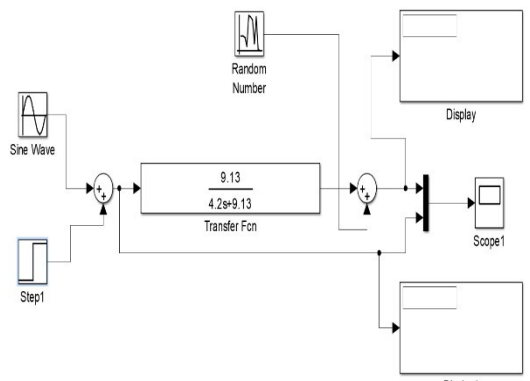 Random
Number
Display
Sine Wave
9.13
4.2s+9.13
Transfer Fcn
Scope1
Step1